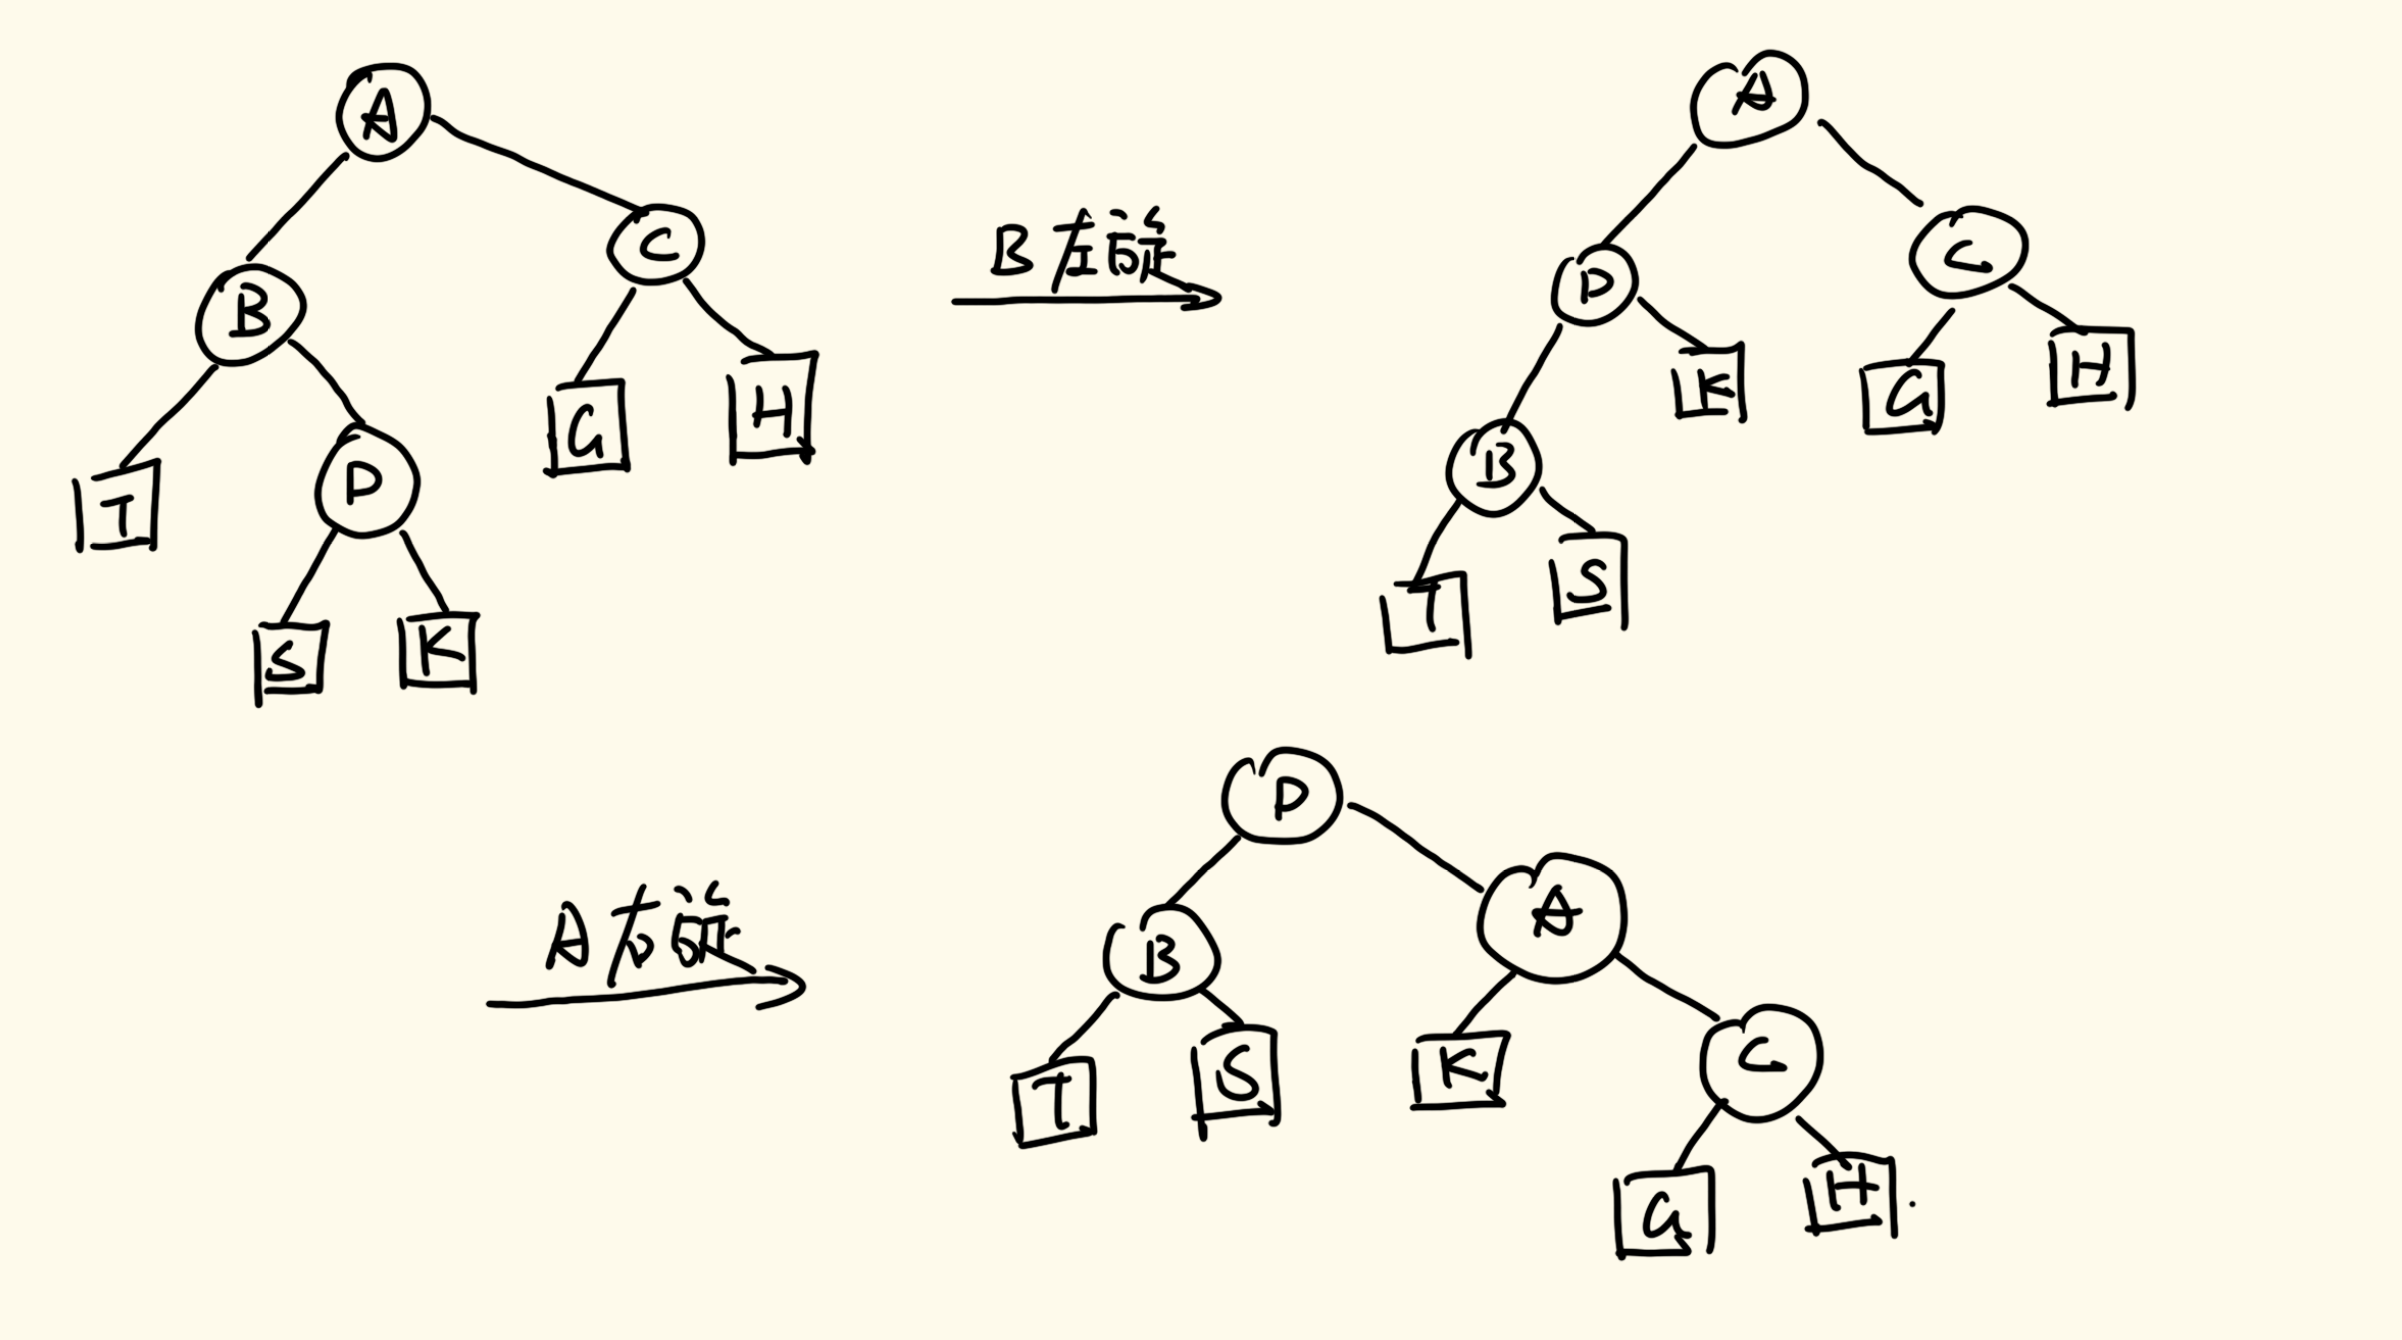 A
B C
T D G H
S K
B左旋
A
D C
B K G H
T S
A右旋
D
B A
T S K C
G H